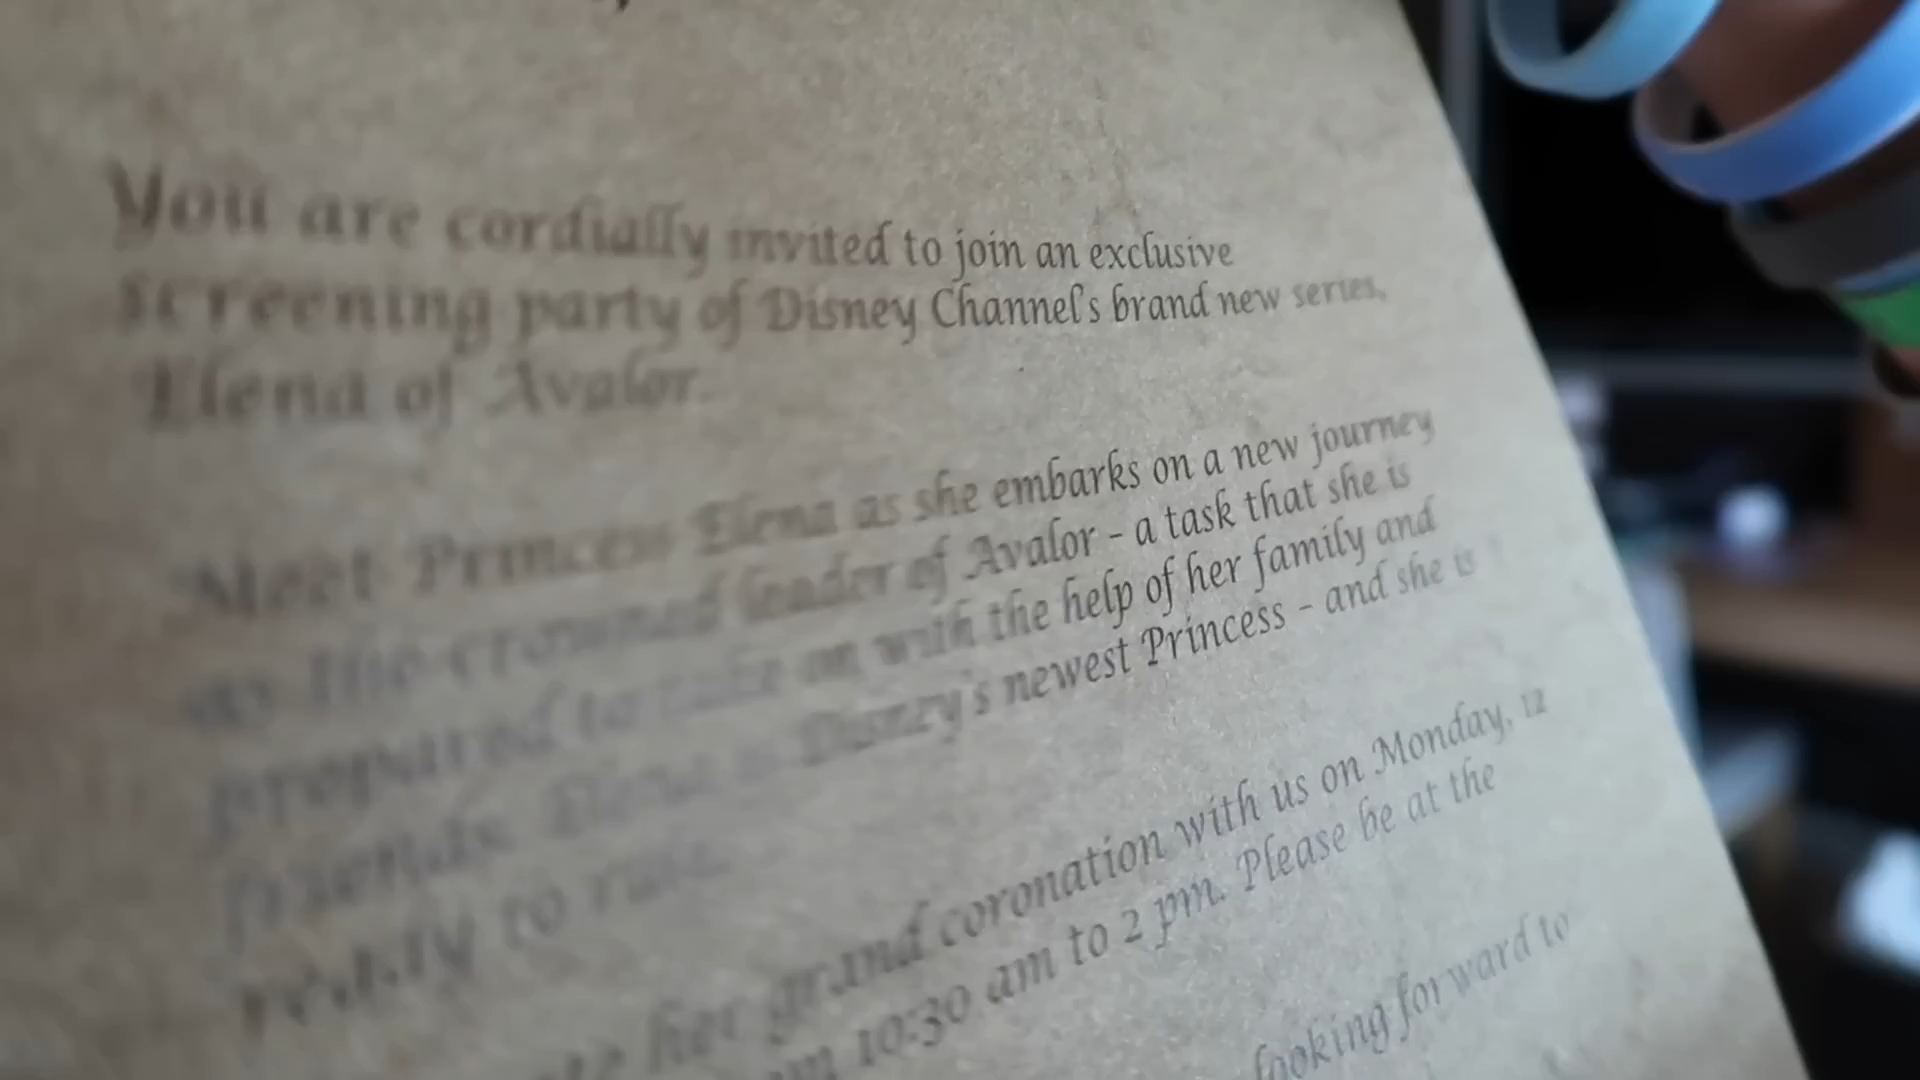 You are cordially invited to join an exclusive
screening party of Disney Channel's brand new series,
Elena of Avalor.
Meet Princess Elena as she embarks on a new journey
as the crowned leader of Avalor - a task that she is
prepared to take on with the help of her family and
friends. Elena is Disney's newest Princess - and she is
ready to rule.
her grand coronation with us on Monday, 12
10:30 am to 2 pm. Please be at the
looking forward to